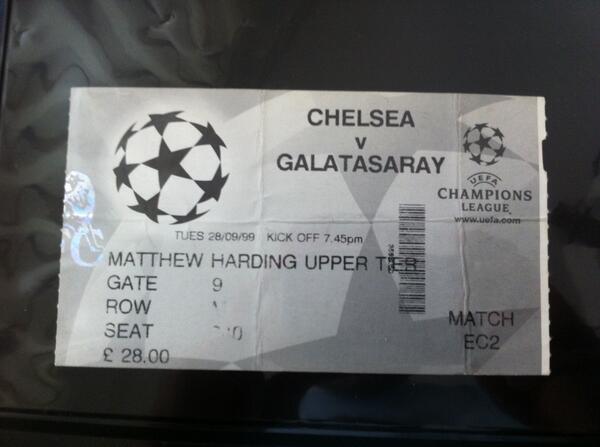 CHELSEA
v
GALATASARAY
UEFA
CHAMPIONS
LEAGUE
www.uefa.com
TUES 28/09/99 KICK OFF 7.45pm
MATTHEW HARDING UPPER TIER
GATE 9
ROW
SEAT
£ 28.00
MATCH
EC2